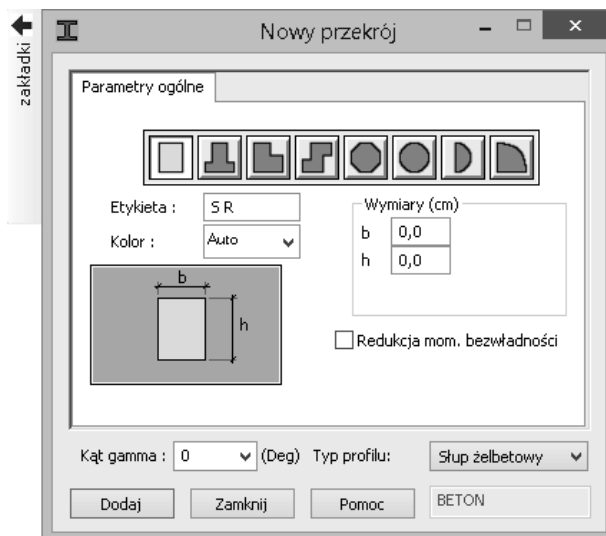 zakładki
Nowy przekrój
Parametry ogólne
Etykieta : S R
Kolor : Auto
Wymiary (cm)
b 0,0
h 0,0
b
h
Redukcja mom. bezwładności
Kąt gamma : 0 (Deg) Typ profilu: Słup żelbetowy
Dodaj Zamknij Pomoc BETON